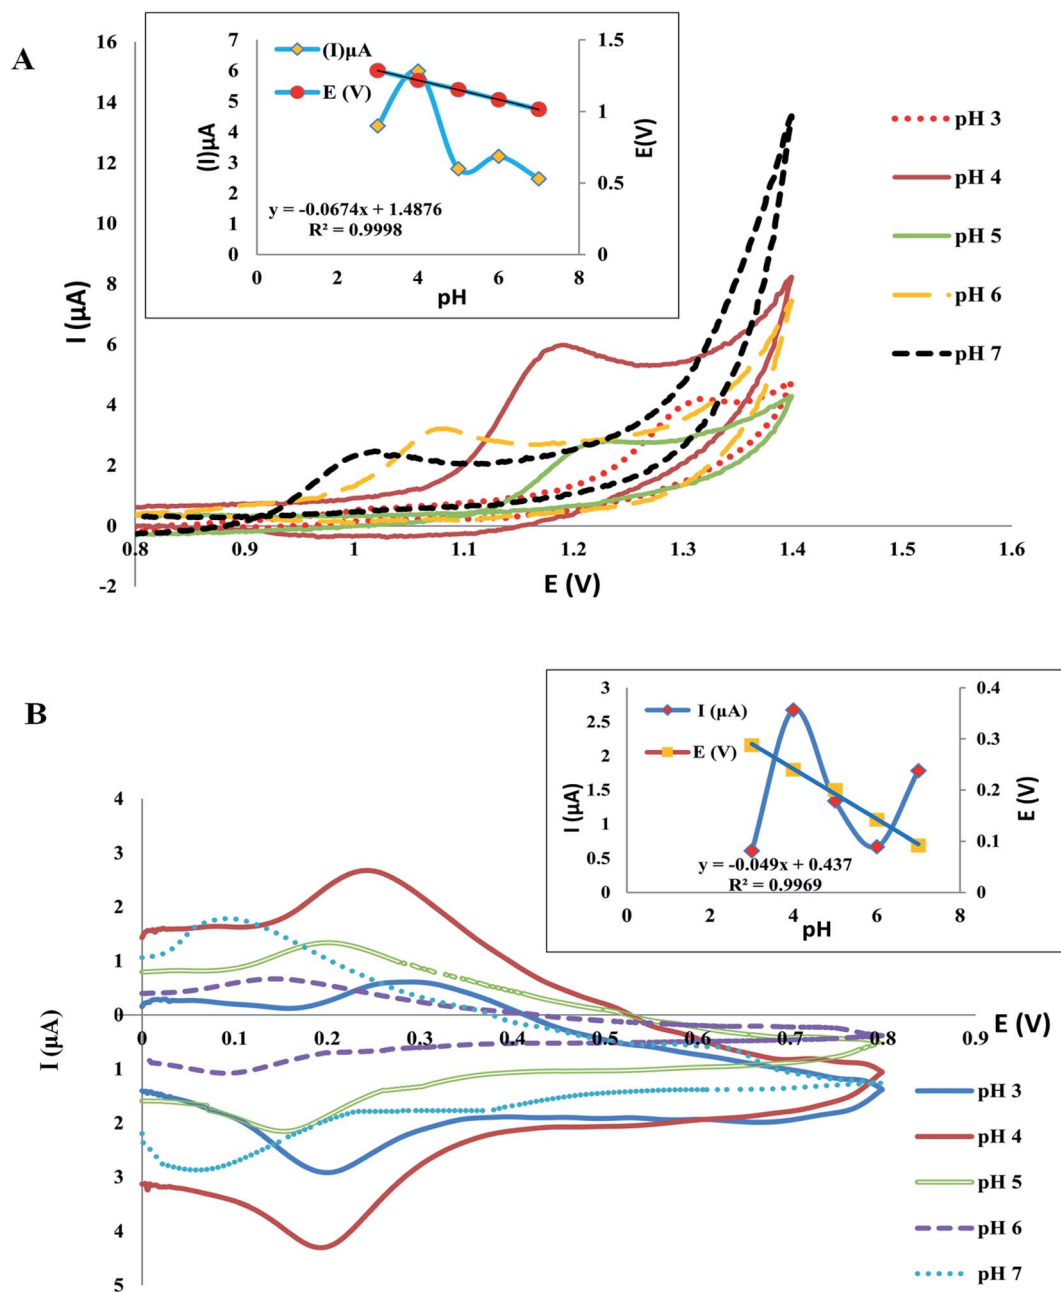 A
16
14
12
10
8
6
4
2
0
-2
I (μA)
0.8
0.9
1
1.1
1.2
1.3
1.4
1.5
1.6
E (V)
7
6
5
4
3
2
1
0
(I)μA
(I)μA
E (V)
y = -0.0674x + 1.4876
R² = 0.9998
0
2
4
6
8
pH
1.5
1
0.5
0
E(V)
pH 3
pH 4
pH 5
pH 6
pH 7
B
4
3
2
1
0
1
2
3
4
5
I (μA)
0
0.1
0.2
0.3
0.4
0.5
0.6
0.7
0.8
0.9
E (V)
3
2.5
2
1.5
1
0.5
0
I (μA)
I (μA)
E (V)
y = -0.049x + 0.437
R² = 0.9969
0
2
4
6
8
pH
0.4
0.3
0.2
0.1
0
E (V)
pH 3
pH 4
pH 5
pH 6
pH 7